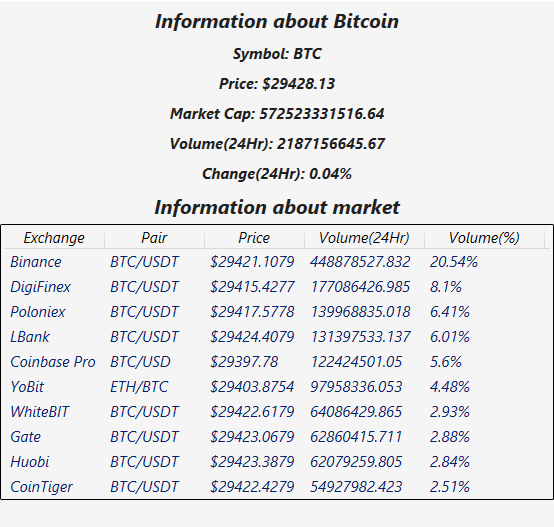 Information about Bitcoin
Symbol: BTC
Price: $29428.13
Market Cap: 572523331516.64
Volume(24Hr): 2187156645.67
Change(24Hr): 0.04%
Information about market
Exchange Pair Price Volume(24Hr) Volume(%)
Binance BTC/USDT $29421.1079 448878527.832 20.54%
DigiFinex BTC/USDT $29415.4277 177086426.985 8.1%
Poloniex BTC/USDT $29417.5778 139968835.018 6.41%
LBank BTC/USDT $29424.4079 131397533.137 6.01%
Coinbase Pro BTC/USD $29397.78 122424501.05 5.6%
YoBit ETH/BTC $29403.8754 97958336.053 4.48%
WhiteBIT BTC/USDT $29422.6179 64086429.865 2.93%
Gate BTC/USDT $29423.0679 62860415.711 2.88%
Huobi BTC/USDT $29423.3879 62079259.805 2.84%
CoinTiger BTC/USDT $29422.4279 54927982.423 2.51%